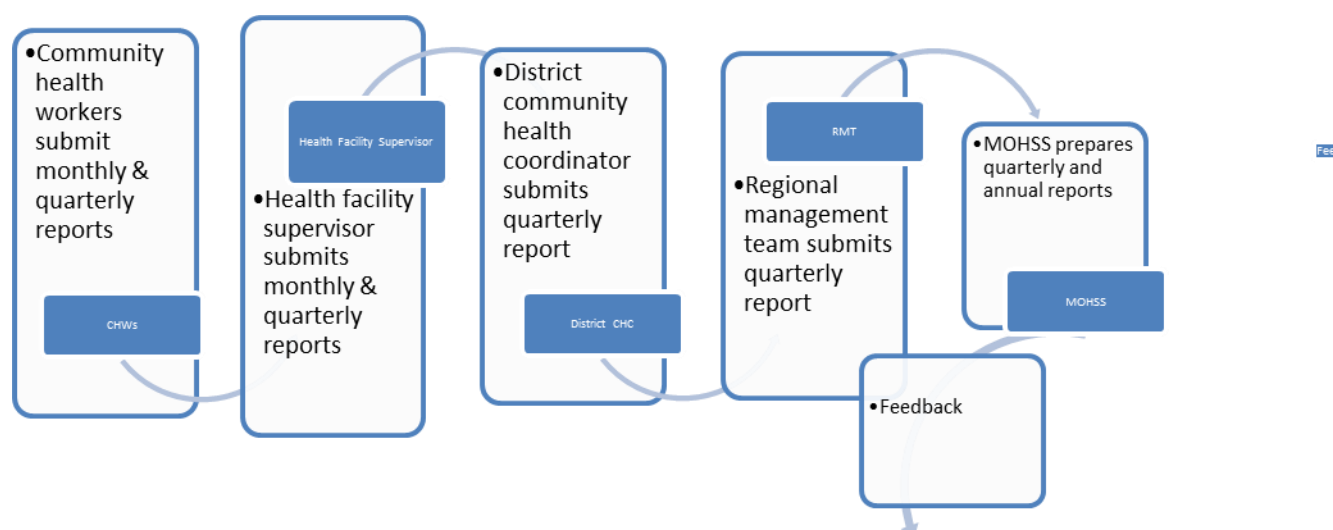 •Community
health
workers
submit
monthly &
quarterly
reports
CHWs
Health Facility Supervisor
•Health facility
supervisor
submits
monthly &
quarterly
reports
•District
community
health
coordinator
submits
quarterly
report
District CHC
RMT
•Regional
management
team submits
quarterly
report
•MOHSS prepares
quarterly and
annual reports
MOHSS
•Feedback